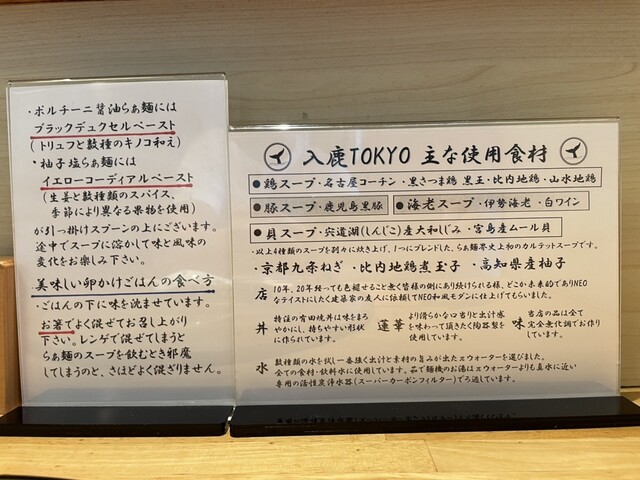 ・ポルチーニ醤油らぁ麺には
ブラックデュクセルペースト
(トリュフと数種のキノコ和え)
・柚子塩らぁ麺には
イエローコーディアルペースト
(生姜と数種類のスパイス、
季節により異なる果物を使用)
が引っ掛けスプーンの上にございます。
途中でスープに溶かして味と風味の
変化をお楽しみ下さい。
美味しい卵かけごはんの食べ方
・ごはんの下に味を沈ませています。
お箸でよく混ぜてお召し上がり
下さい。レンゲで混ぜてしまうと
らぁ麺のスープを飲むとき邪魔
してしまうのと、さほどよく混ざりません。
入鹿TOKYO 主な使用食材
●鶏スープ・名古屋コーチン・黒さつま鶏 黒王・比内地鶏・山水地鶏
●豚スープ・鹿児島黒豚 ●海老スープ・伊勢海老・白ワイン
●貝スープ・宍道湖(しんじこ)産大和しじみ・宮島産ムール貝
・以上4種類のスープを別々に炊き上げ、1つにブレンドした、らぁ麺界史上初のカルテットスープです。
・京都九条ねぎ・比内地鶏煮玉子・高知県産柚子
店 10年、20年経っても色褪せること無く皆様の側にあり続けられる様、どこか未来的でありNEO
なテイストにしたく建築家の友人に依頼してNEO和風モダンに仕上げてもらいました。
丼 特注の有田焼丼は味をまろ
やかにし、持ちやすい形状
に作られています。
蓮華 より滑らかな口当りと出汁感
を味わって頂きたく陶器製を
使用しています。
味 当店の品は全て
完全無化調でお作り
しています。
水 数種類の水を試し一番強く出汁と素材の旨みが出たπウォーターを選びました。
全ての食材・飲料水に使用しています。茹で麺機のお湯はπウォーターよりも真水に近い
専用の活性炭浄水器(スーパーカーボンフィルター)でろ過しています。